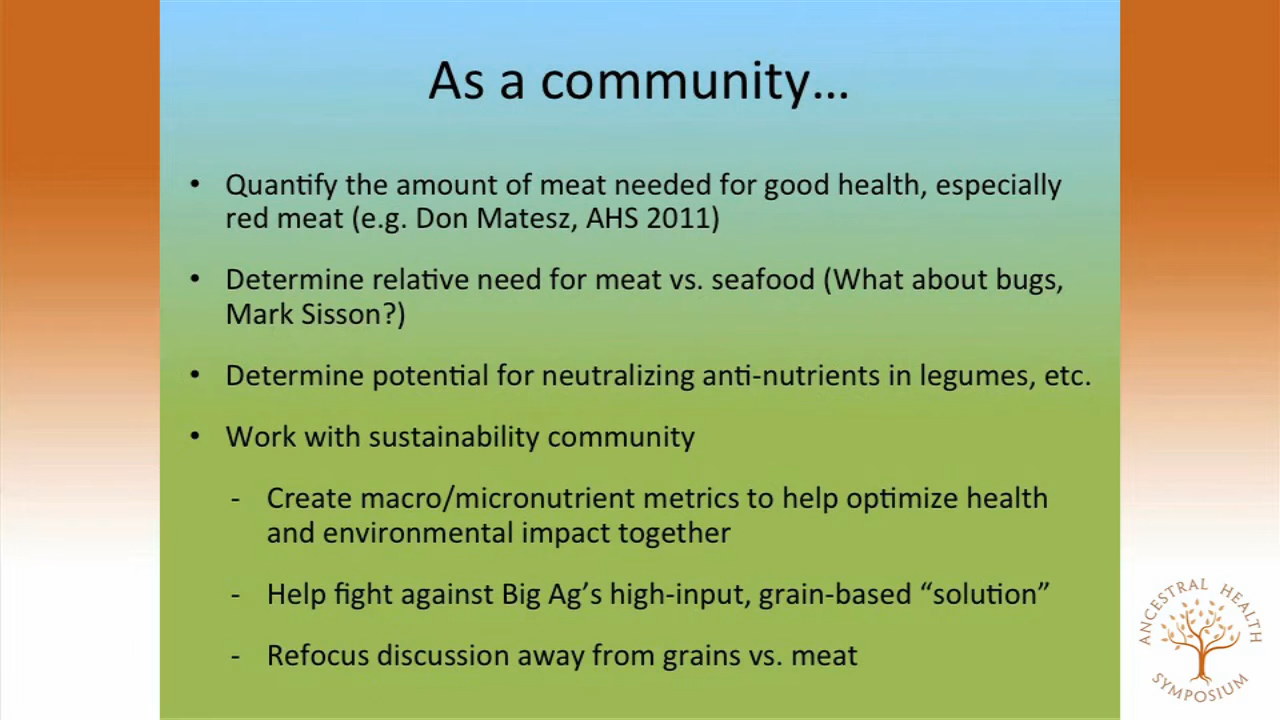 As a community…
• Quantify the amount of meat needed for good health, especially
red meat (e.g. Don Matesz, AHS 2011)
• Determine relative need for meat vs. seafood (What about bugs,
Mark Sisson?)
• Determine potential for neutralizing anti-nutrients in legumes, etc.
• Work with sustainability community
- Create macro/micronutrient metrics to help optimize health
and environmental impact together
- Help fight against Big Ag’s high-input, grain-based “solution”
- Refocus discussion away from grains vs. meat
ANCESTRAL HEALTH
SYMPOSIUM